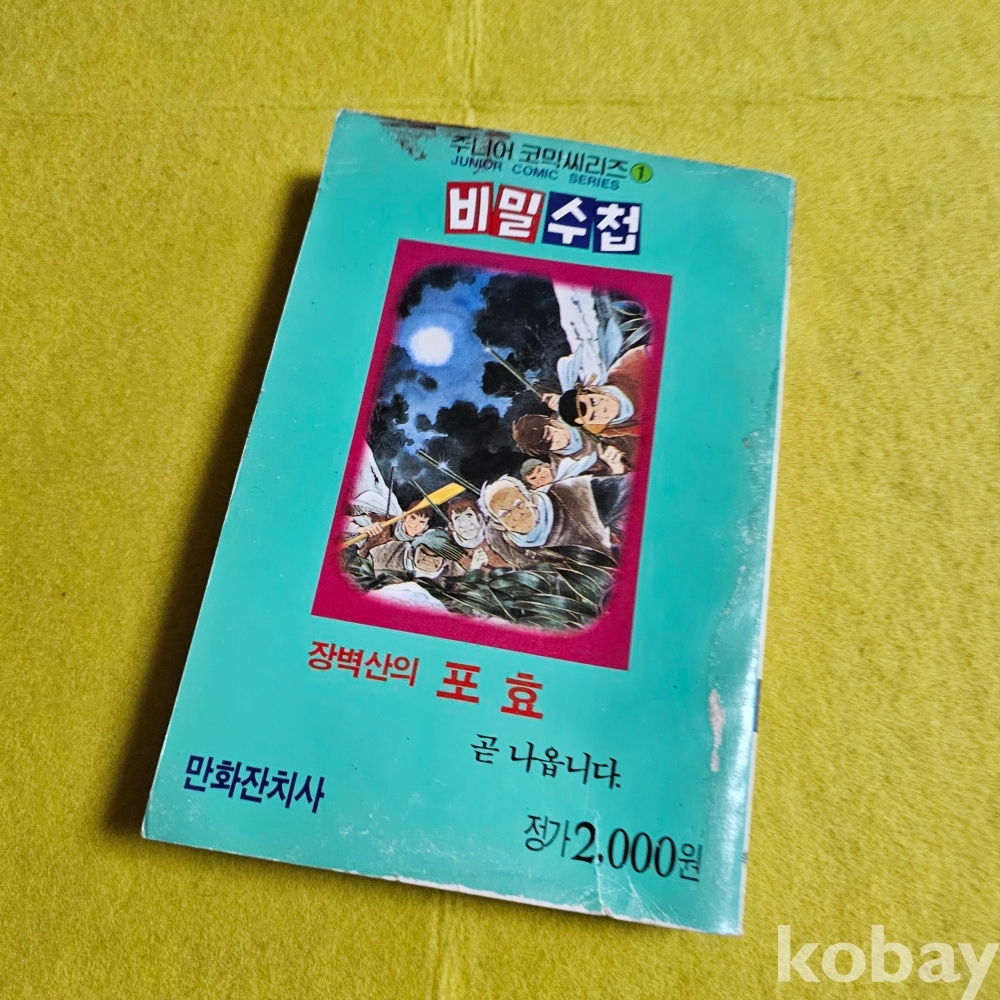 주니어 코믹씨리즈 1
JUNIOR COMIC SERIES
비밀수첩
장벽산의 포효
곧 나옵니다.
만화잔치사
정가 2,000원
kobay